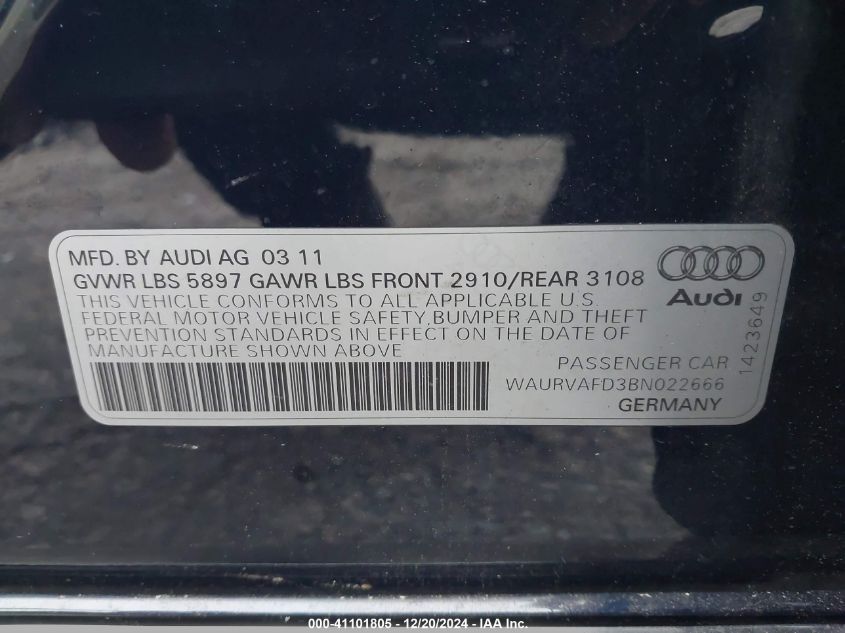 MFD. BY AUDI AG 03 11
GVWR LBS 5897 GAWR LBS FRONT 2910/REAR 3108
THIS VEHICLE CONFORMS TO ALL APPLICABLE U.S.
FEDERAL MOTOR VEHICLE SAFETY,BUMPER AND THEFT
PREVENTION STANDARDS IN EFFECT ON THE DATE OF
MANUFACTURE SHOWN ABOVE
Audi
1423649
PASSENGER CAR
WAURVAFD3BN022666
GERMANY
000-41101805 - 12/20/2024 - IAA Inc.